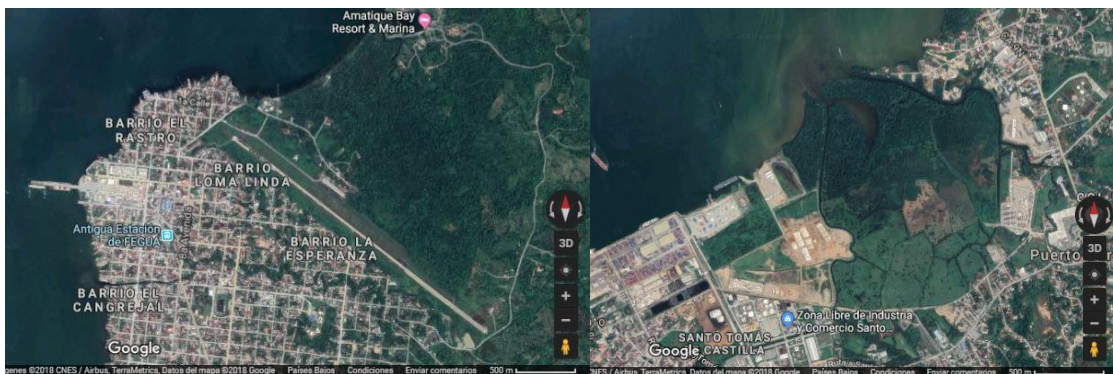 Amatique Bay
Resort & Marina
1a Calle
BARRIO EL
RASTRO
BARRIO
LOMA LINDA
Antigua Estación
de FEGUA
BARRIO LA
ESPERANZA
BARRIO EL
CANGREJAL
3D
Google
genes ©2018 CNES / Airbus, TerraMetrics, Datos del mapa ©2018 Google Países Bajos Condiciones Enviar comentarios 500 m
3D
Puerto
Zona Libre de Industria
y Comercio Santo...
SANTO TOMÁS
CASTILLA
Google
CNES / Airbus, TerraMetrics, Datos del mapa ©2018 Google Países Bajos Condiciones Enviar comentarios 500 m